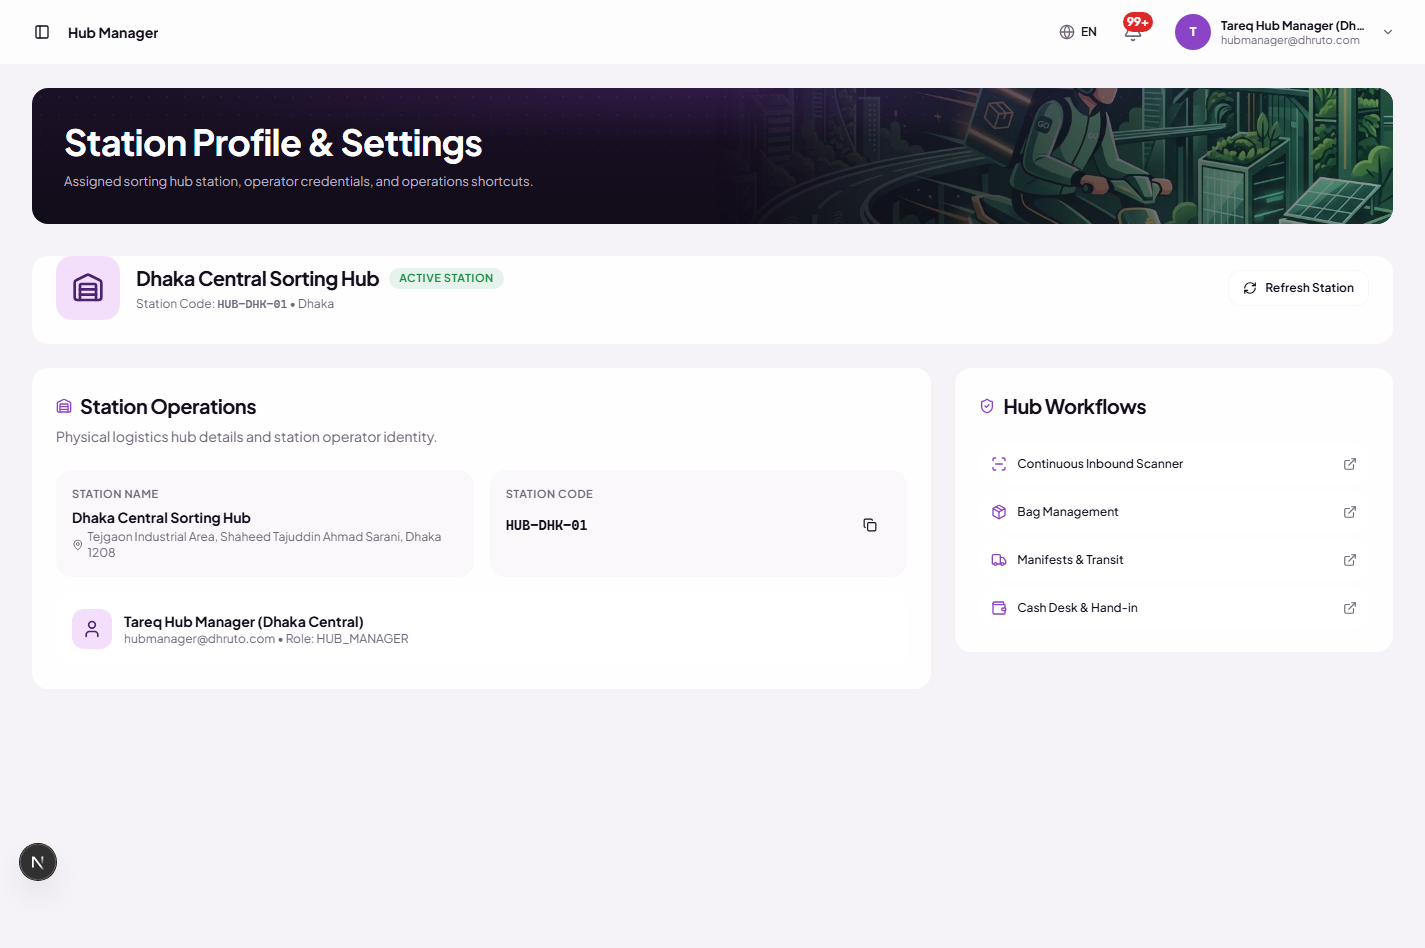 Hub Manager
EN
99+
T
Tareq Hub Manager (Dh...
hubmanager@dhruto.com
Station Profile & Settings
Assigned sorting hub station, operator credentials, and operations shortcuts.
GO
Dhaka Central Sorting Hub
ACTIVE STATION
Station Code: HUB-DHK-01 • Dhaka
Refresh Station
Station Operations
Physical logistics hub details and station operator identity.
STATION NAME
Dhaka Central Sorting Hub
Tejgaon Industrial Area, Shaheed Tajuddin Ahmad Sarani, Dhaka
1208
STATION CODE
HUB-DHK-01
Tareq Hub Manager (Dhaka Central)
hubmanager@dhruto.com • Role: HUB_MANAGER
Hub Workflows
Continuous Inbound Scanner
Bag Management
Manifests & Transit
Cash Desk & Hand-in
N